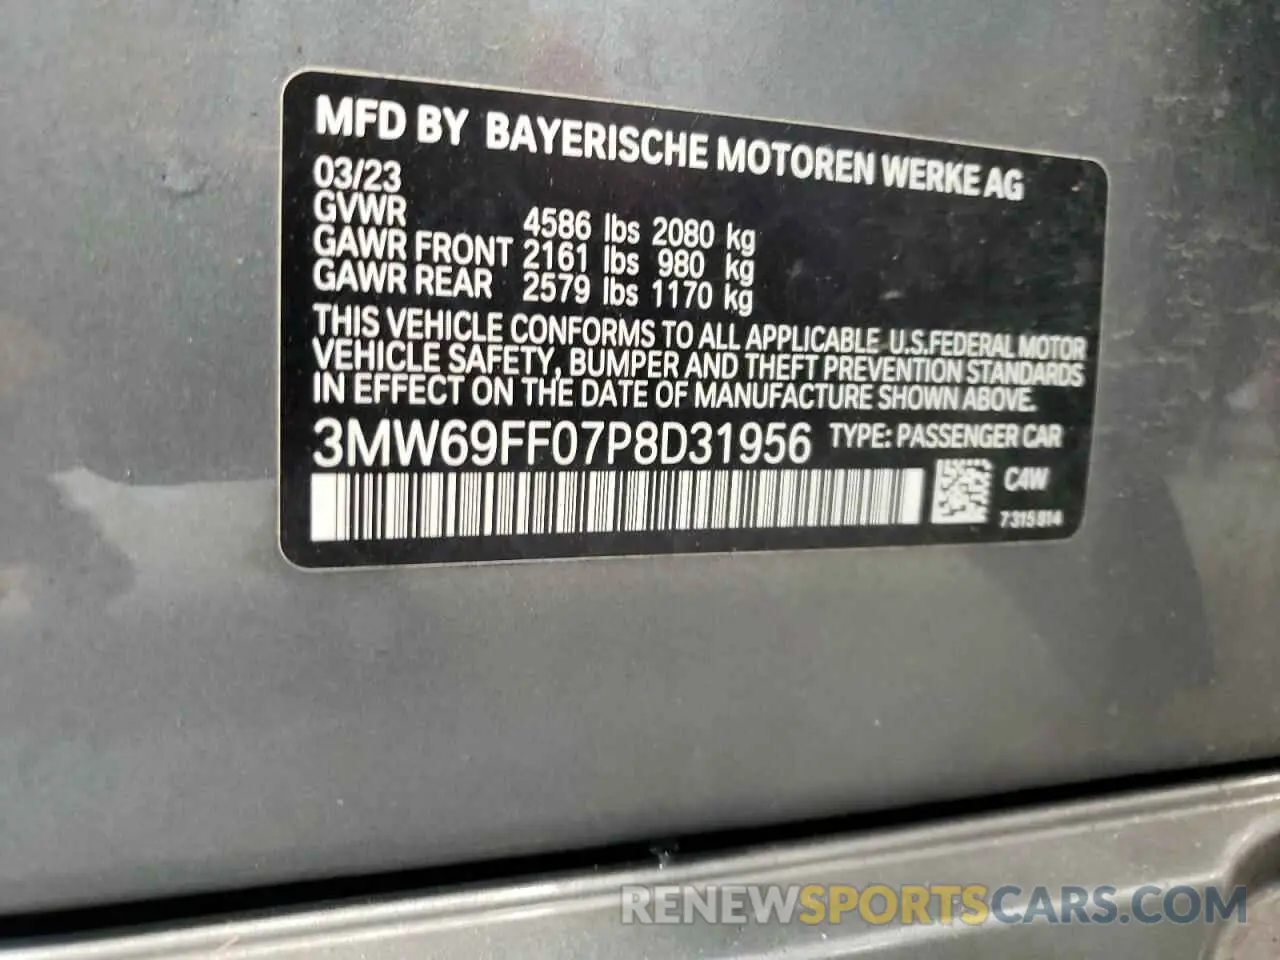 MFD BY BAYERISCHE MOTOREN WERKE AG
03/23
GVWR 4586 lbs 2080 kg
GAWR FRONT 2161 lbs 980 kg
GAWR REAR 2579 lbs 1170 kg
THIS VEHICLE CONFORMS TO ALL APPLICABLE U.S.FEDERAL MOTOR
VEHICLE SAFETY, BUMPER AND THEFT PREVENTION STANDARDS
IN EFFECT ON THE DATE OF MANUFACTURE SHOWN ABOVE.
3MW69FF07P8D31956 TYPE: PASSENGER CAR
C4W
7315814
RENEWSPORTSCARS.COM